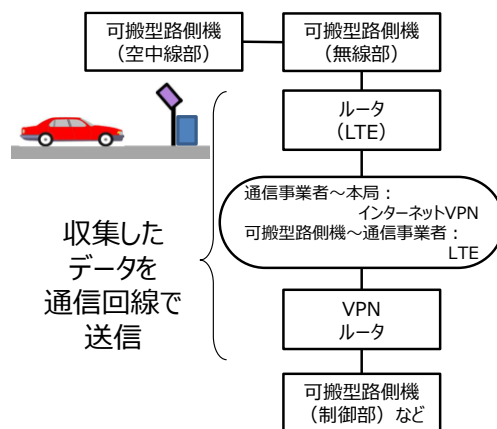 可搬型路側機
（空中線部）
可搬型路側機
（無線部）
ルータ
（LTE）
通信事業者～本局：
インターネットVPN
可搬型路側機～通信事業者：
LTE
収集した
データを
通信回線で
送信
VPN
ルータ
可搬型路側機
（制御部）など